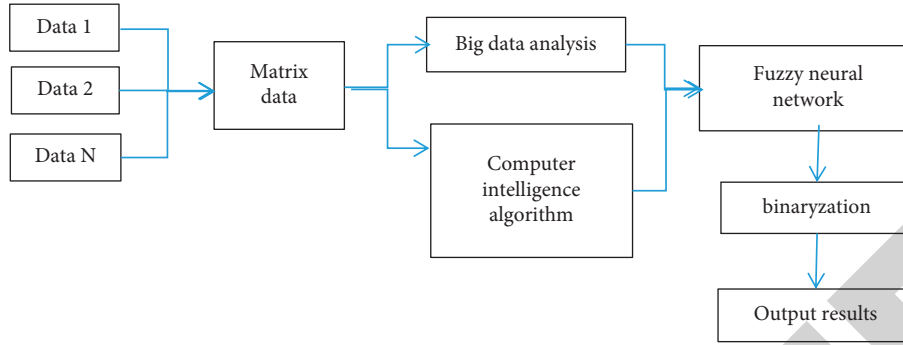 Data 1
Data 2
Data N
Matrix
data
Big data analysis
Computer
intelligence
algorithm
Fuzzy neural
network
binaryzation
Output results